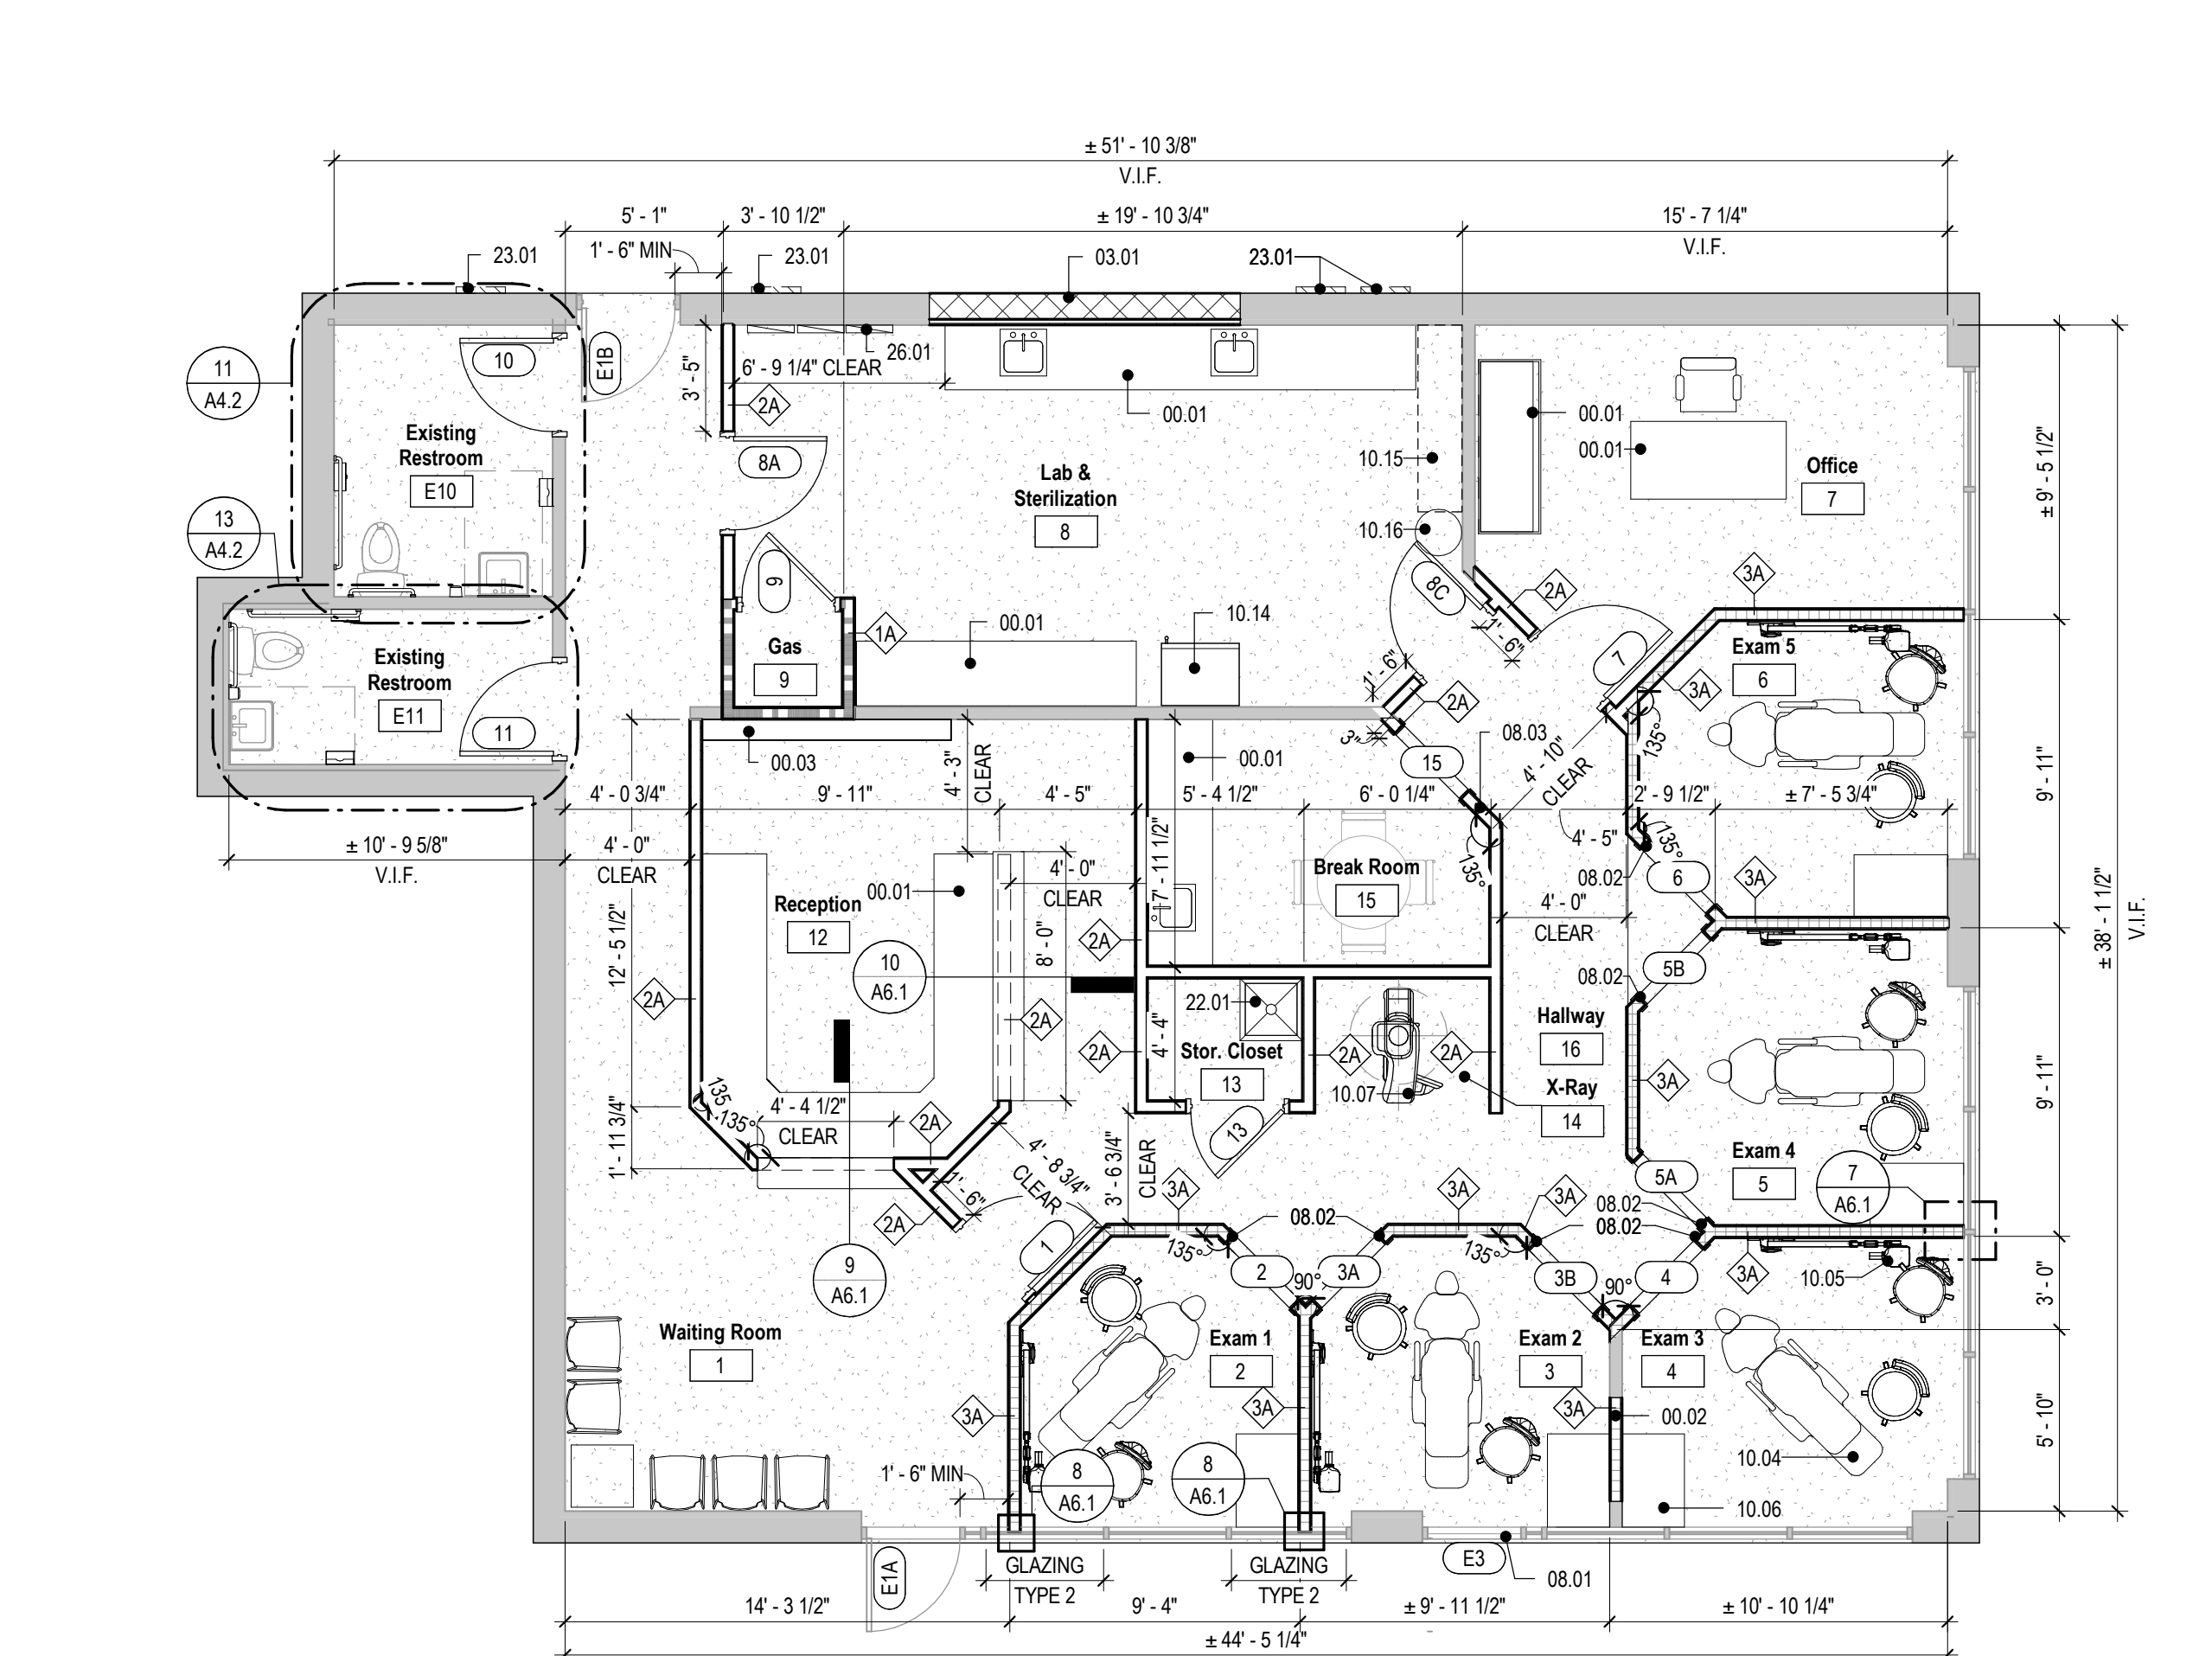 ± 51' - 10 3/8"
V.I.F.
5' - 1"
3' - 10 1/2"
± 19' - 10 3/4"
15' - 7 1/4"
V.I.F.
1' - 6" MIN
23.01
23.01
03.01
23.01
26.01
6' - 9 1/4" CLEAR
3' - 5"
11
A4.2
10
E1B
2A
00.01
00.01
00.01
Existing
Restroom
E10
8A
10.15
Lab &
Sterilization
8
Office
7
± 9' - 5 1/2"
13
A4.2
10.16
9
8C
2A
3A
1' - 6"
Gas
9
1A
00.01
10.14
7
Exam 5
6
Existing
Restroom
E11
1' - 6"
2A
3A
11
135°
3"
15
08.03
4' - 10"
CLEAR
00.03
4' - 3"
CLEAR
00.01
9' - 11"
4' - 0 3/4"
9' - 11"
4' - 5"
5' - 4 1/2"
6' - 0 1/4"
2' - 9 1/2"
± 7' - 5 3/4"
± 10' - 9 5/8"
V.I.F.
4' - 0"
CLEAR
7' - 11 1/2"
4' - 5"
135°
135°
Break Room
15
08.02
6
3A
4' - 0"
CLEAR
Reception
12
00.01
4' - 0"
CLEAR
± 38' - 1 1/2"
V.I.F.
12' - 5 1/2"
8' - 0"
2A
10
A6.1
08.02
5B
2A
22.01
2A
4' - 4"
2A
Stor. Closet
13
2A
2A
Hallway
16
X-Ray
14
3A
9' - 11"
10.07
135
135°
4' - 4 1/2"
CLEAR
2A
1' - 11 3/4"
13
Exam 4
5
4' - 8 3/4"
CLEAR
3' - 6 3/4"
CLEAR
1' - 6"
2A
3A
3A
3A
5A
7
A6.1
08.02
08.02
08.02
1
135°
135°
9
A6.1
2
90°
3A
3B
90°
4
3A
10.05
3' - 0"
Waiting Room
1
Exam 1
2
Exam 2
3
Exam 3
4
3A
3A
3A
00.02
5' - 10"
10.04
1' - 6" MIN
8
A6.1
8
A6.1
10.06
E1A
GLAZING
TYPE 2
GLAZING
TYPE 2
E3
08.01
14' - 3 1/2"
9' - 4"
± 9' - 11 1/2"
± 10' - 10 1/4"
± 44' - 5 1/4"